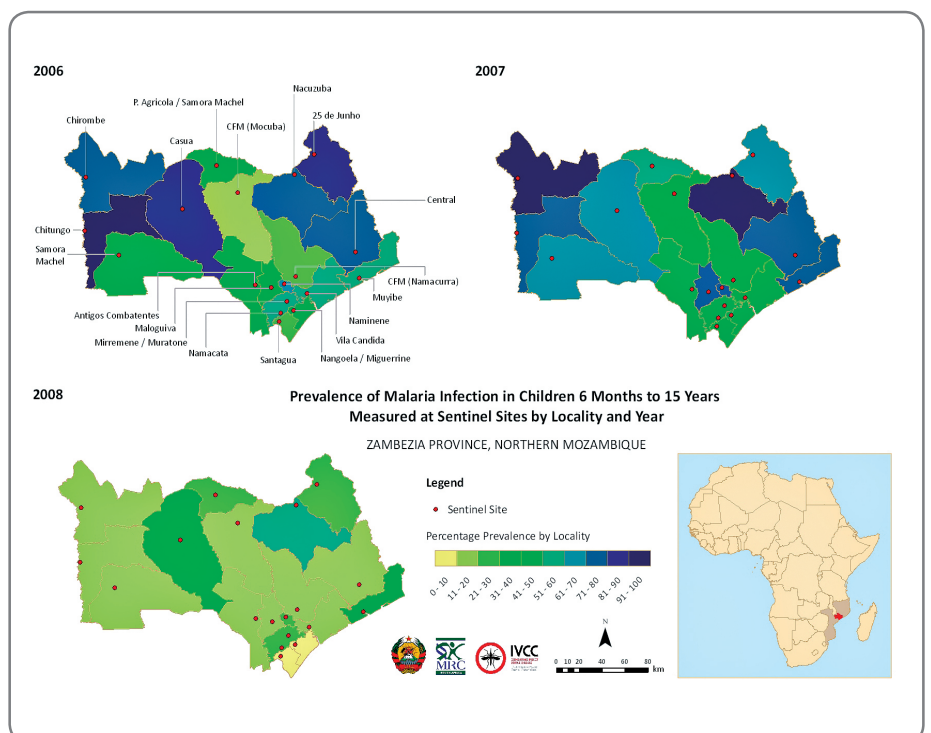 2006
2007
Nacuzuba
P. Agricola / Samora Machel
25 de Junho
Chirombe
CFM (Mocuba)
Casua
Central
Chitungo
Samora
Machel
CFM (Namacurra)
Muyibe
Antigos Combatentes
Naminene
Maloguiva
Mirremene / Muratone
Vila Candida
Namacata
Santagua
Nangoela / Miguerrine
2008
Prevalence of Malaria Infection in Children 6 Months to 15 Years
Measured at Sentinel Sites by Locality and Year
ZAMBEZIA PROVINCE, NORTHERN MOZAMBIQUE
Legend
Sentinel Site
Percentage Prevalence by Locality
0 - 10
11 - 20
21 - 30
31 - 40
41 - 50
51 - 60
61 - 70
71 - 80
81 - 90
91 - 100
MRC
IVCC
N
0 10 20 40 60 80
km